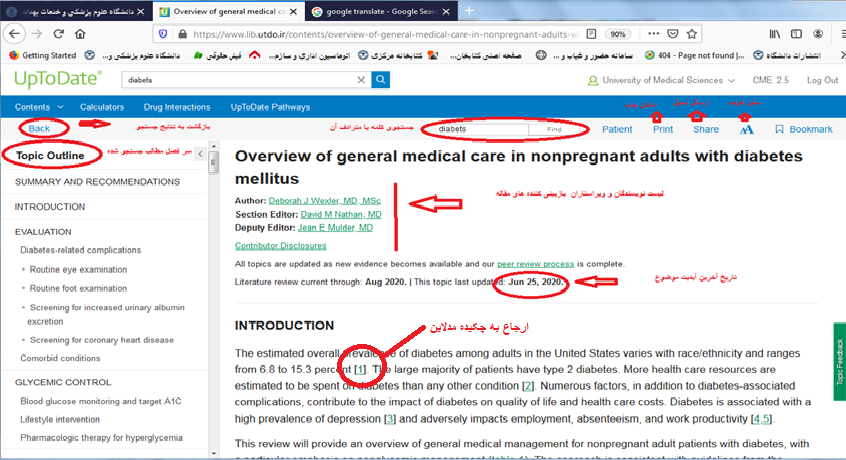 دانشگاه علوم پزشکی و خدمات بهداشتی
Overview of general medical ca
google translate - Google Searc
https://www.lib.utdo.ir/contents/overview-of-general-medical-care-in-nonpregnant-adults-w
90%
Getting Started
دانشگاه علوم پزشکی و...
کتابخانه مرکزی
اتوماسیون اداری و سازم...
فیش حقوقی
صفحه اصلی کتابخان...
سامانه حضور و غیاب و...
404 - Page not found |...
انتشارات دانشگاه
UpToDate®
diabets
University of Medical Sciences
CME 2.5
Log Out
Contents
Calculators
Drug Interactions
UpToDate Pathways
Back
بازگشت به نتایج جستجو
جستجوی کلمه یا مترادف آن
diabets
Find
Patient
Print
Share
AA
Bookmark
Topic Outline
سر فصل مطالب جستجو شده
SUMMARY AND RECOMMENDATIONS
INTRODUCTION
EVALUATION
Diabetes-related complications
Routine eye examination
Routine foot examination
Screening for increased urinary albumin
excretion
Screening for coronary heart disease
Comorbid conditions
GLYCEMIC CONTROL
Blood glucose monitoring and target A1C
Lifestyle intervention
Pharmacologic therapy for hyperglycemia
Overview of general medical care in nonpregnant adults with diabetes
mellitus
Author: Deborah J Wexler, MD, MSc
Section Editor: David M Nathan, MD
Deputy Editor: Jean E Mulder, MD
لیست نویسندگان و ویراستاران بازبینی کننده های مقاله
Contributor Disclosures
All topics are updated as new evidence becomes available and our peer review process is complete.
Literature review current through: Aug 2020. | This topic last updated: Jun 25, 2020.
تاریخ آخرین آپدیت موضوع
INTRODUCTION
ارجاع به چکیده مدلاین
The estimated overall prevalence of diabetes among adults in the United States varies with race/ethnicity and ranges
from 6.8 to 15.3 percent [1]. The large majority of patients have type 2 diabetes. More health care resources are
estimated to be spent on diabetes than any other condition [2]. Numerous factors, in addition to diabetes-associated
complications, contribute to the impact of diabetes on quality of life and health care costs. Diabetes is associated with a
high prevalence of depression [3] and adversely impacts employment, absenteeism, and work productivity [4,5].
This review will provide an overview of general medical management for nonpregnant adult patients with diabetes, with
Topic Feedback